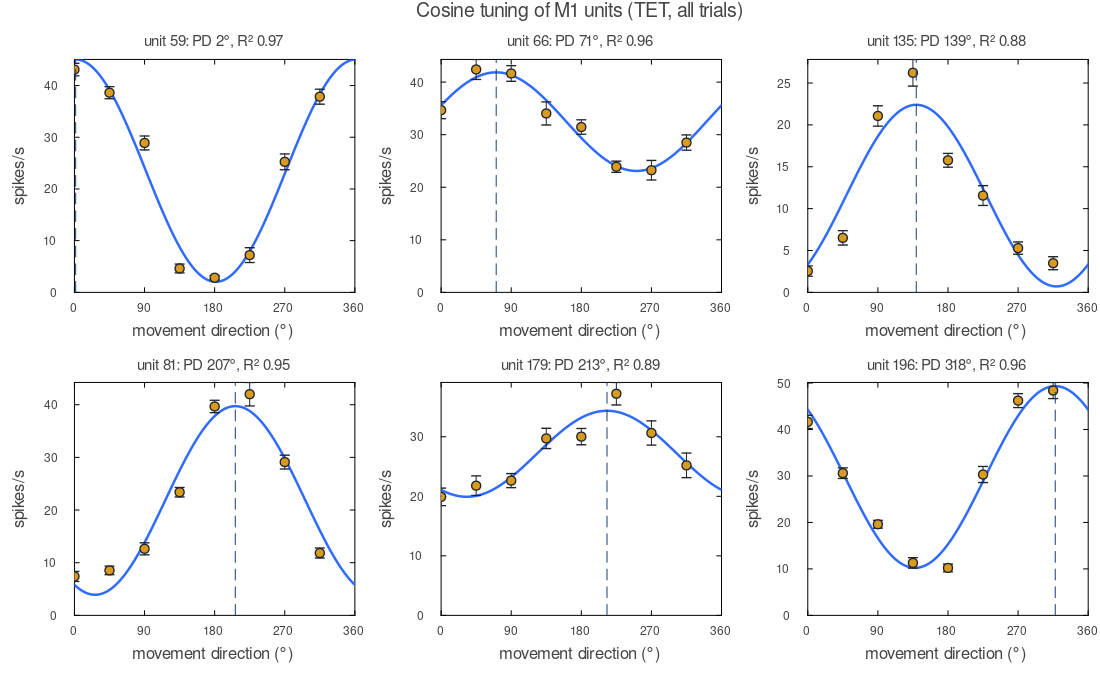 Cosine tuning of M1 units (TET, all trials)
unit 59: PD 2°, R² 0.97
unit 66: PD 71°, R² 0.96
unit 135: PD 139°, R² 0.88
spikes/s
40
30
20
10
0
0 90 180 270 360
movement direction (°)
spikes/s
40
30
20
10
0
0 90 180 270 360
movement direction (°)
spikes/s
25
20
15
10
5
0
0 90 180 270 360
movement direction (°)
unit 81: PD 207°, R² 0.95
unit 179: PD 213°, R² 0.89
unit 196: PD 318°, R² 0.96
spikes/s
40
30
20
10
0
0 90 180 270 360
movement direction (°)
spikes/s
30
20
10
0
0 90 180 270 360
movement direction (°)
spikes/s
50
40
30
20
10
0
0 90 180 270 360
movement direction (°)